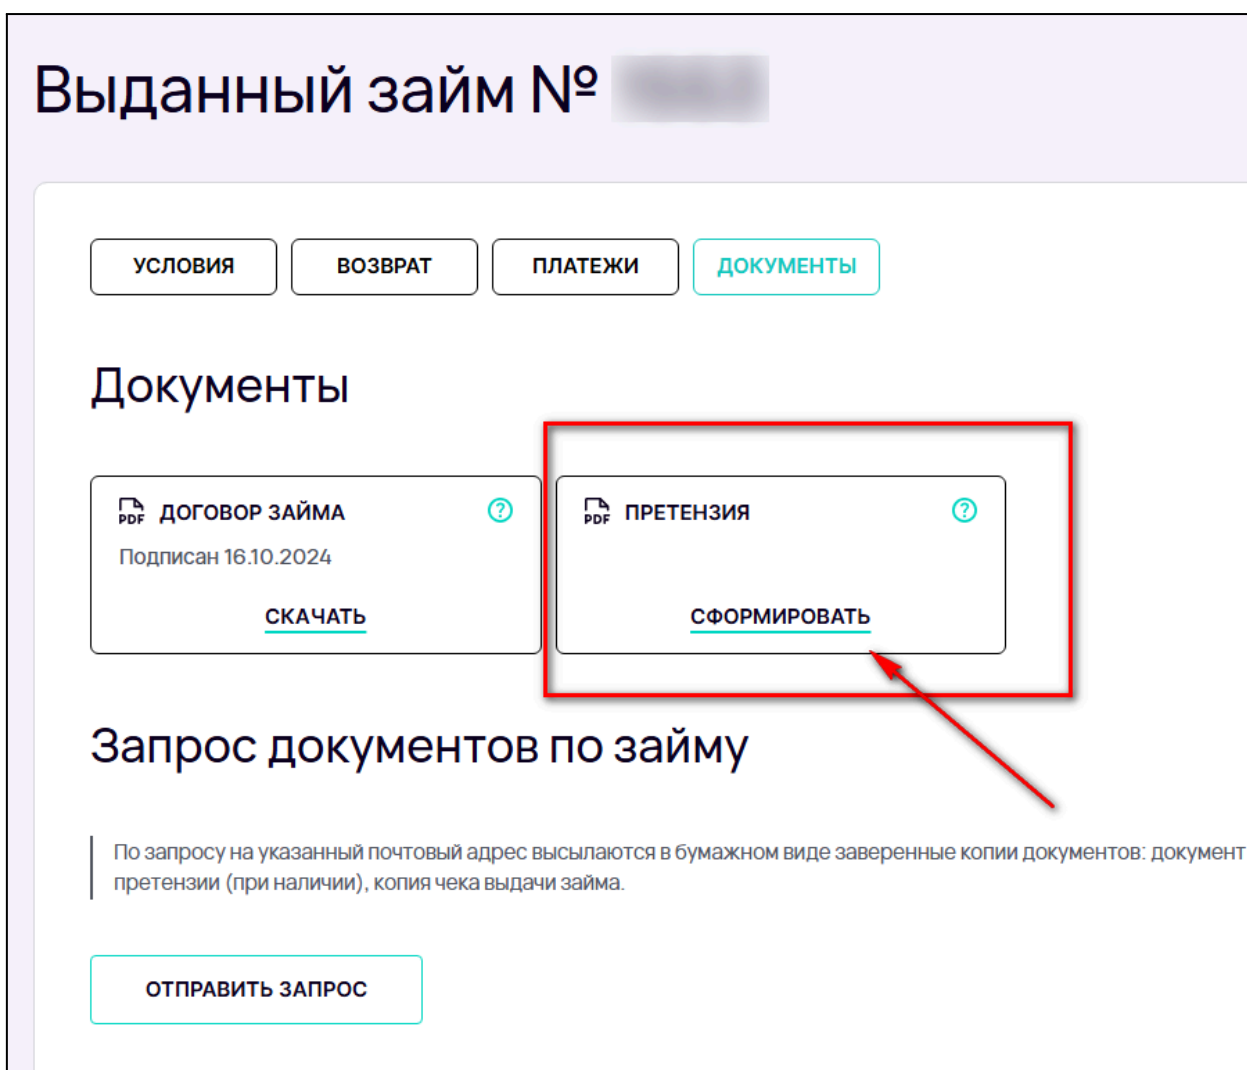 Выданный займ №
УСЛОВИЯ
ВОЗВРАТ
ПЛАТЕЖИ
ДОКУМЕНТЫ
Документы
PDF ДОГОВОР ЗАЙМА ?
Подписан 16.10.2024
СКАЧАТЬ
PDF ПРЕТЕНЗИЯ ?
СФОРМИРОВАТЬ
Запрос документов по займу
По запросу на указанный почтовый адрес высылаются в бумажном виде заверенные копии документов: документ
претензии (при наличии), копия чека выдачи займа.
ОТПРАВИТЬ ЗАПРОС